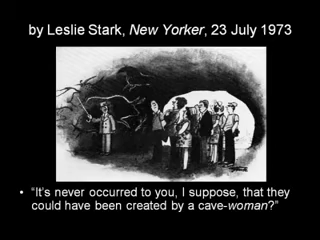 by Leslie Stark, New Yorker, 23 July 1973
• “It’s never occurred to you, I suppose, that they
could have been created by a cave-woman?”